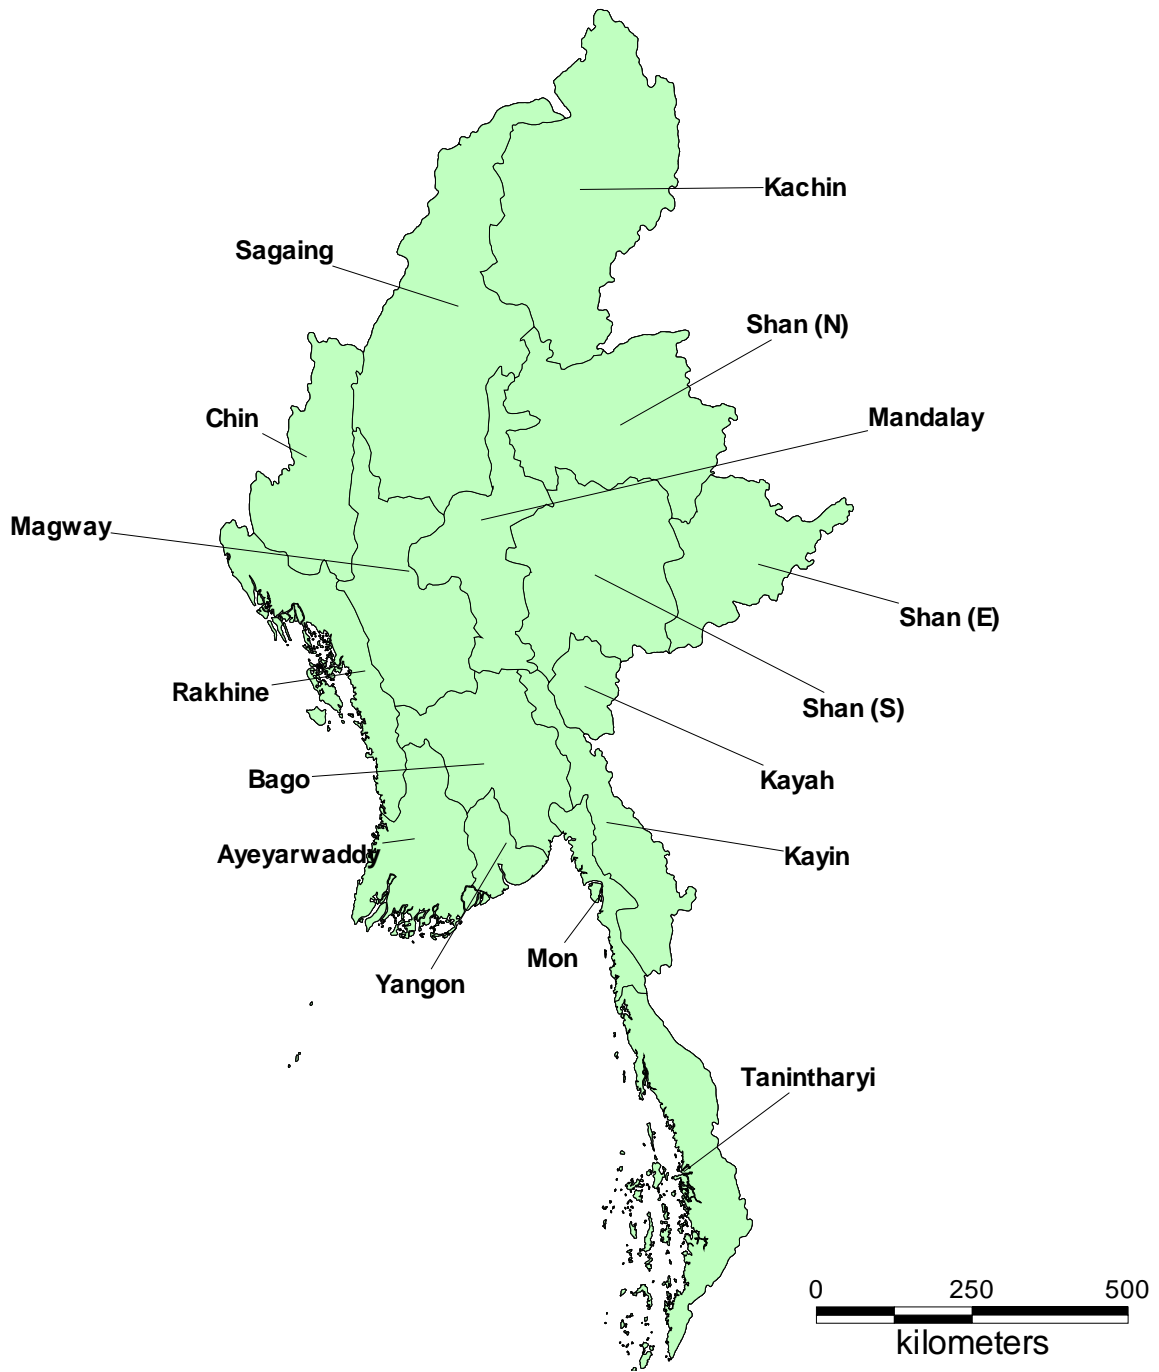 Kachin
Sagaing
Shan (N)
Chin
Mandalay
Magway
Shan (E)
Rakhine
Shan (S)
Bago
Kayah
Ayeyarwaddy
Kayin
Mon
Yangon
Tanintharyi
0 250 500
kilometers